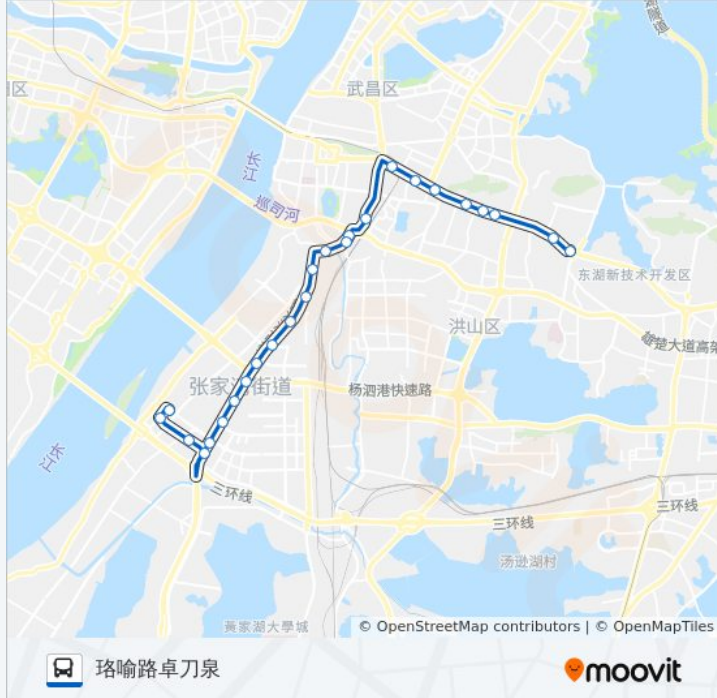 武昌区
长江
巡司河
东湖新技术开发区
洪山区
雄楚大道高架
张家湾街道
杨泗港快速路
长江
三环线
三环线
三环线
汤逊湖村
黃家湖大學城
© OpenStreetMap contributors | © OpenMapTiles
珞喻路卓刀泉
moovit